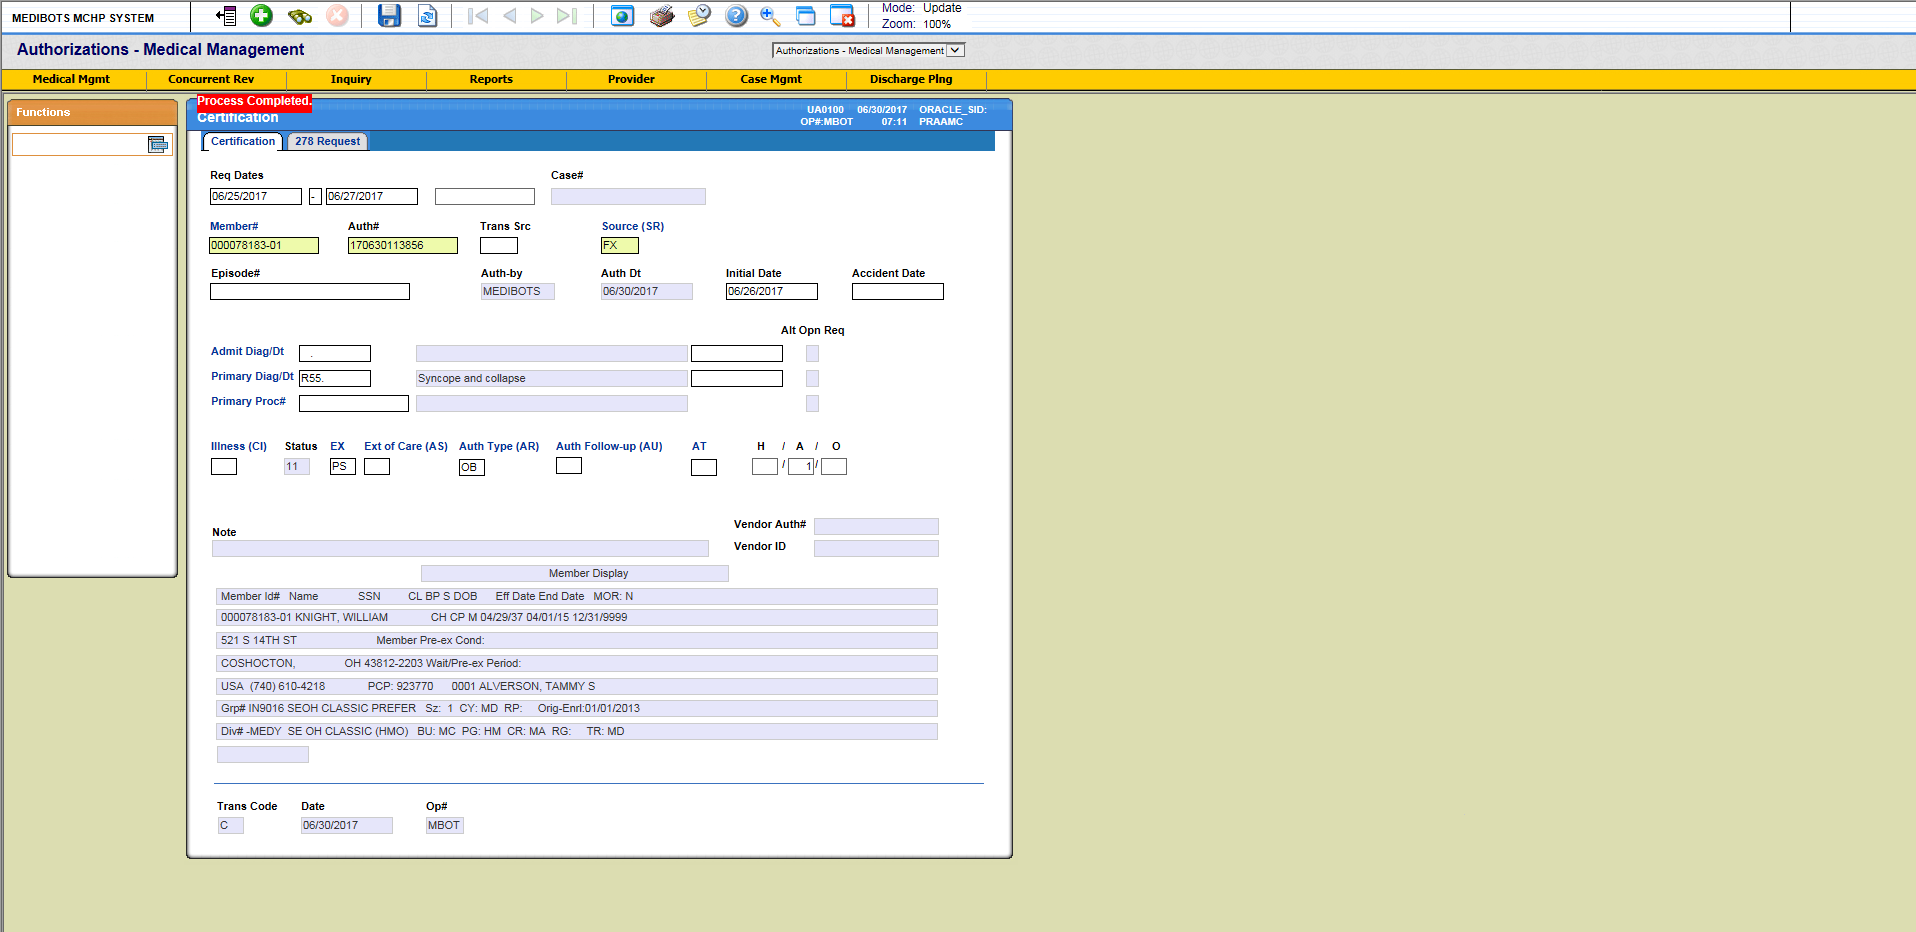 MEDIBOTS MCHP SYSTEM
Mode: Update
Zoom: 100%
Authorizations - Medical Management
Authorizations - Medical Management
Medical Mgmt Concurrent Rev Inquiry Reports Provider Case Mgmt Discharge Plng
Functions
Process Completed.
Certification
UA0100 06/30/2017 ORACLE_SID:
OP#:MBOT 07:11 PRAAMC
Certification 278 Request
Req Dates Case#
06/25/2017 - 06/27/2017
Member# Auth# Trans Src Source (SR)
000078183-01 170630113856 FX
Episode# Auth-by Auth Dt Initial Date Accident Date
MEDIBOTS 06/30/2017 06/26/2017
Alt Opn Req
Admit Diag/Dt .
Primary Diag/Dt R55. Syncope and collapse
Primary Proc#
Illness (CI) Status EX Ext of Care (AS) Auth Type (AR) Auth Follow-up (AU) AT H / A / O
11 PS OB / 1 /
Vendor Auth#
Note
Vendor ID
Member Display
Member Id# Name SSN CL BP S DOB Eff Date End Date MOR: N
000078183-01 KNIGHT, WILLIAM CH CP M 04/29/37 04/01/15 12/31/9999
521 S 14TH ST Member Pre-ex Cond:
COSHOCTON, OH 43812-2203 Wait/Pre-ex Period:
USA (740) 610-4218 PCP: 923770 0001 ALVERSON, TAMMY S
Grp# IN9016 SEOH CLASSIC PREFER Sz: 1 CY: MD RP: Orig-Enrl:01/01/2013
Div# -MEDY SE OH CLASSIC (HMO) BU: MC PG: HM CR: MA RG: TR: MD
Trans Code Date Op#
C 06/30/2017 MBOT